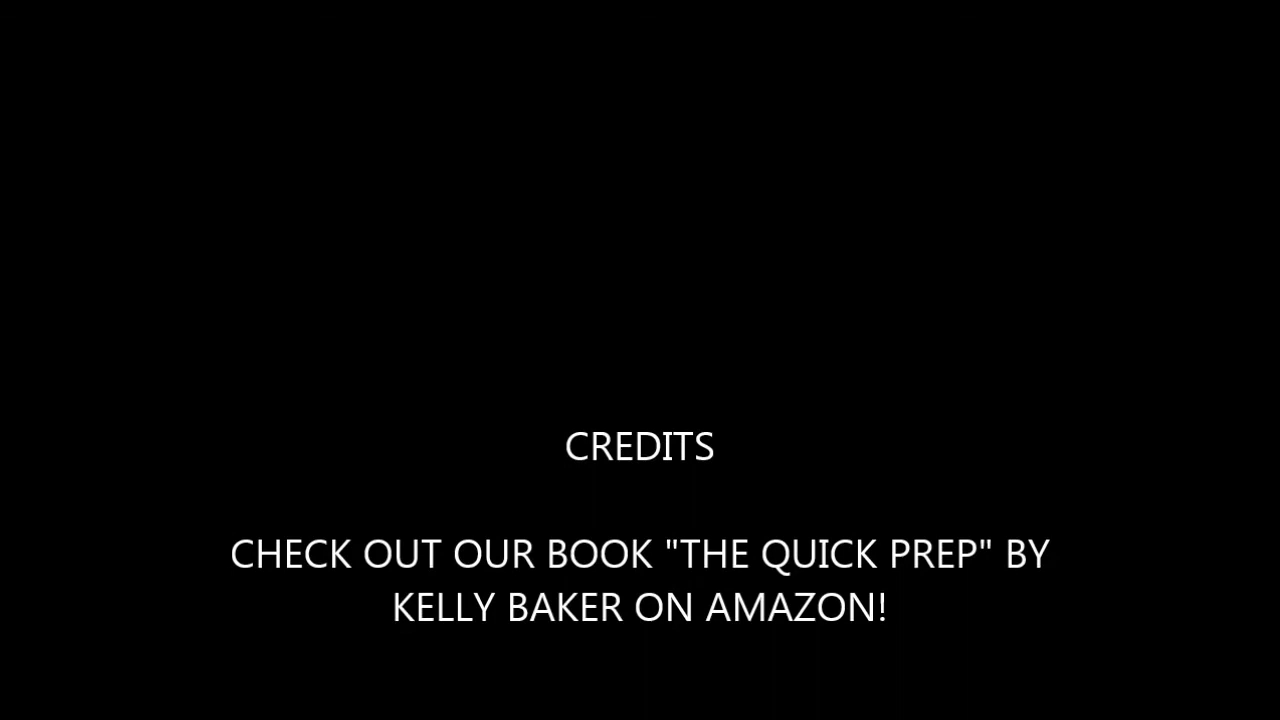 CREDITS
CHECK OUT OUR BOOK "THE QUICK PREP" BY
KELLY BAKER ON AMAZON!